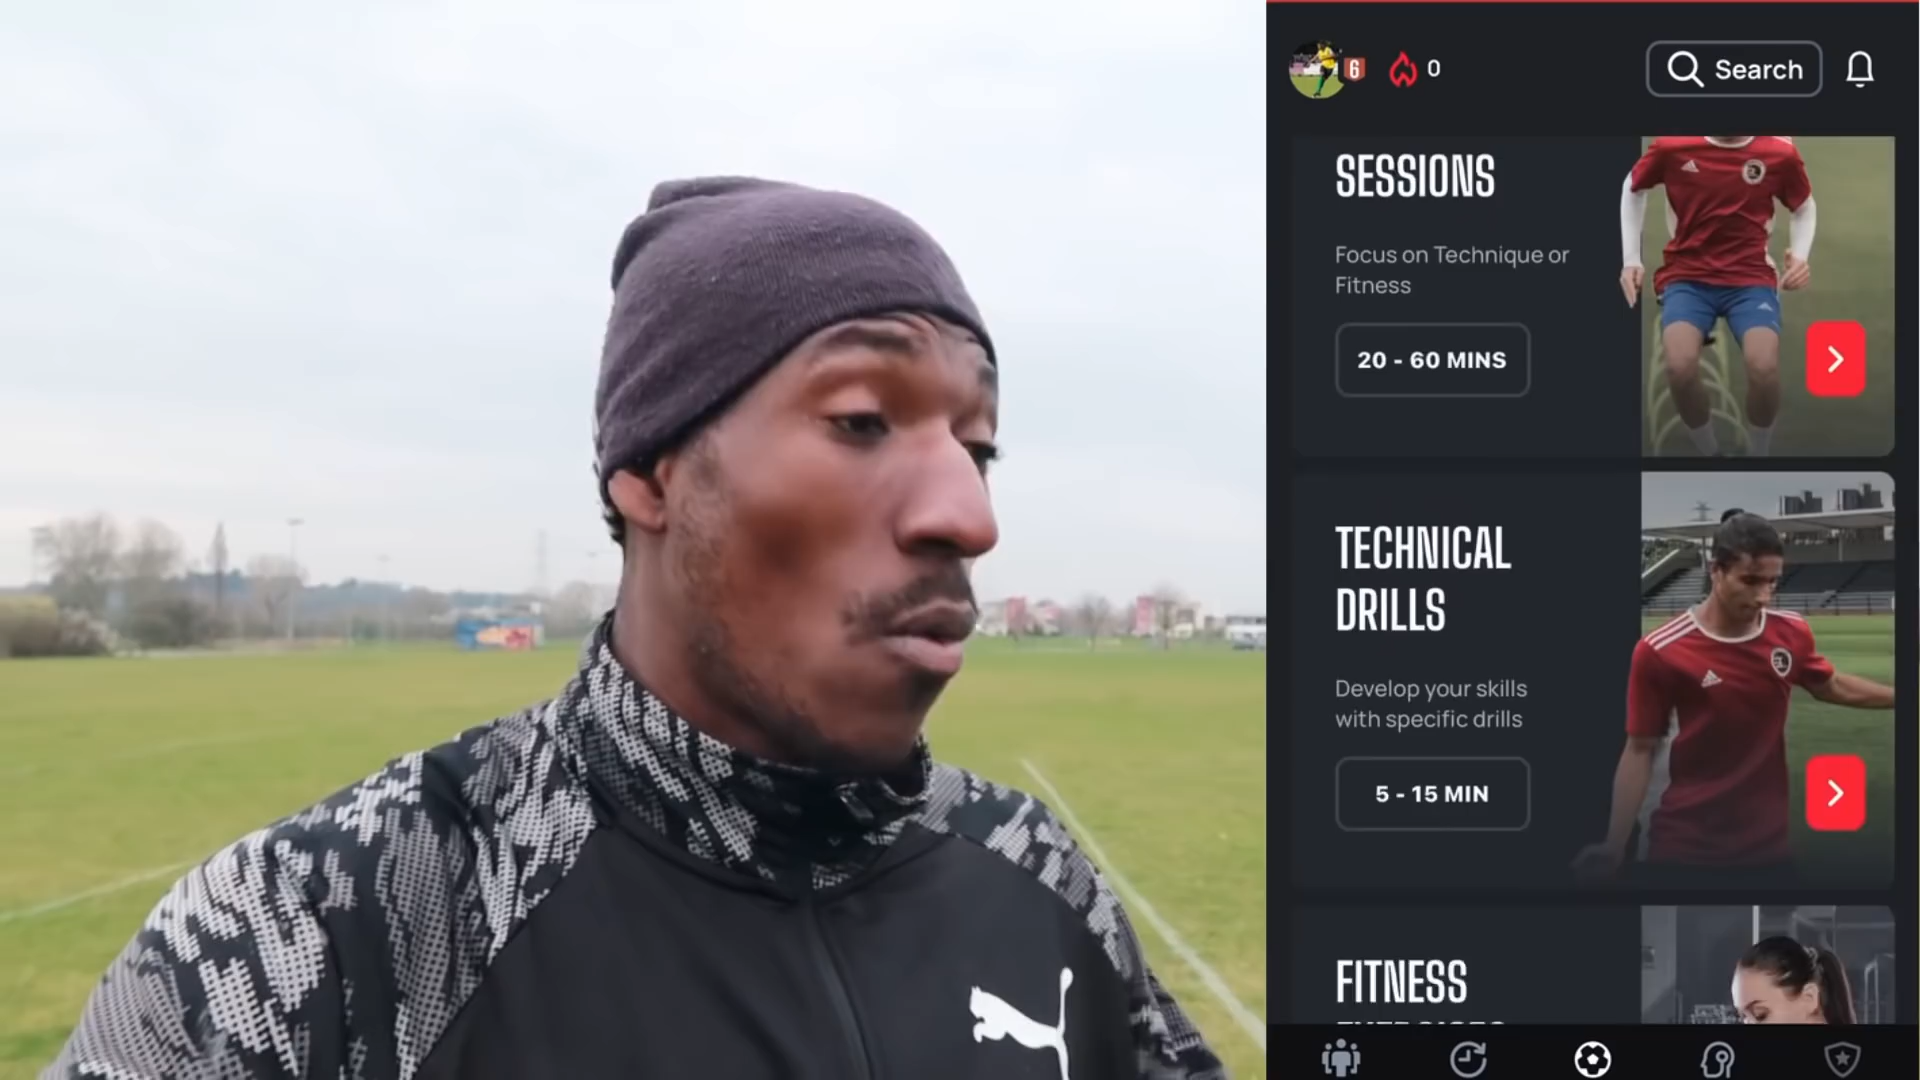 6
0
Search
SESSIONS
Focus on Technique or
Fitness
20 - 60 MINS
TECHNICAL
DRILLS
Develop your skills
with specific drills
5 - 15 MIN
FITNESS
EXERCISES